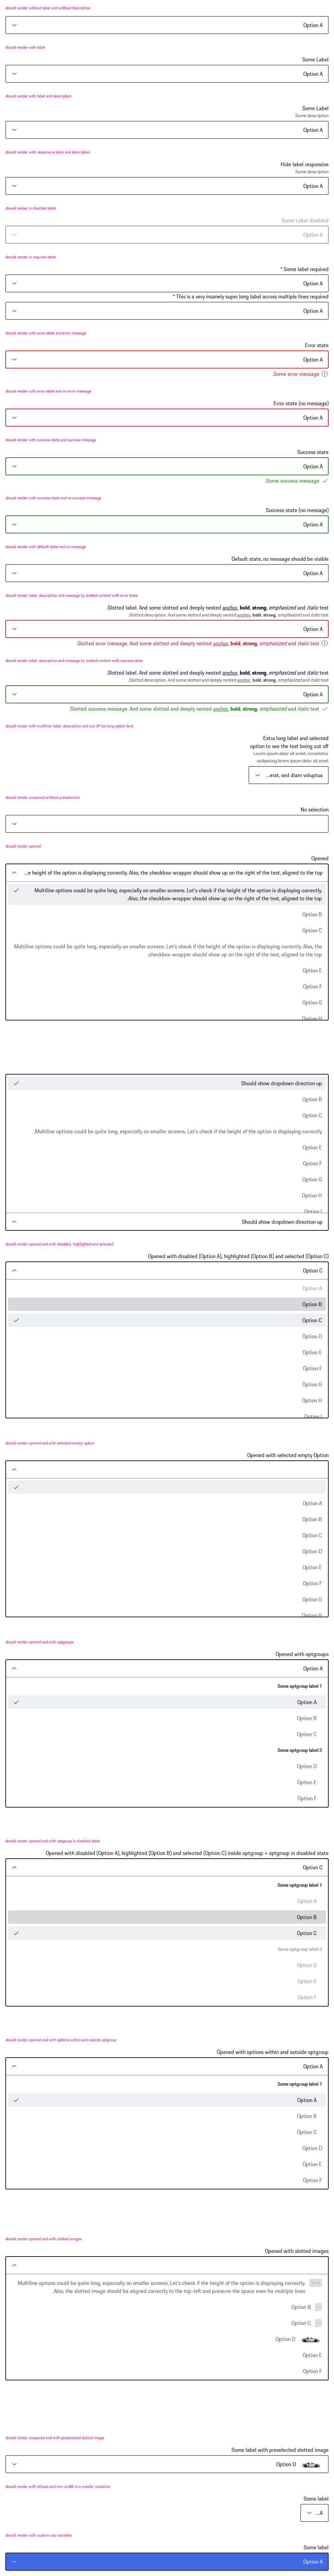 should render without label and without description
Option A
should render with label
Some Label
Option A
should render with label and description
Some Label
Some description
Option A
should render with responsive label and description
Hide label responsive
Some description
Option A
should render in disabled state
Some Label disabled
Option A
should render in required state
* Some label required
Option A
* This is a very insanely super long label across multiple lines required
Option A
should render with error state and error message
Error state
Option A
.Some error message
should render with error state and no error message
Error state (no message)
Option A
should render with success state and success message
Success state
Option A
.Some success message
should render with success state and no success message
Success state (no message)
Option A
should render with default state and no message
Default state, no message should be visible
Option A
should render label, description and message by slotted content with error state
.Slotted label. And some slotted and deeply nested anchor, bold, strong, emphasized and italic text
.Slotted description. And some slotted and deeply nested anchor, bold, strong, emphasized and italic text
Option A
.Slotted error message. And some slotted and deeply nested anchor, bold, strong, emphasized and italic text
should render label, description and message by slotted content with success state
.Slotted label. And some slotted and deeply nested anchor, bold, strong, emphasized and italic text
.Slotted description. And some slotted and deeply nested anchor, bold, strong, emphasized and italic text
Option A
.Slotted success message. And some slotted and deeply nested anchor, bold, strong, emphasized and italic text
should render with multiline label, description and cut off too long option text
Extra long label and selected
option to see the text being cut off
Lorem ipsum dolor sit amet, consetetur
sadipscing lorem ipsum dolor sit amet
...erat, sed diam voluptua
should render unopened without preselection
No selection
should render opened
Opened
...e height of the option is displaying correctly. Also, the checkbox-wrapper should show up on the right of the text, aligned to the top
Multiline options could be quite long, especially on smaller screens. Let's check if the height of the option is displaying correctly.
.Also, the checkbox-wrapper should show up on the right of the text, aligned to the top
Option B
Option C
Multiline options could be quite long, especially on smaller screens. Let's check if the height of the option is displaying correctly. Also, the
.checkbox-wrapper should show up on the right of the text, aligned to the top
Option E
Option F
Option G
Option H
Should show dropdown direction up
Option B
Option C
.Multiline options could be quite long, especially on smaller screens. Let's check if the height of the option is displaying correctly
Option E
Option F
Option G
Option H
Option I
Should show dropdown direction up
should render opened and with disabled, highlighted and selected
Opened with disabled (Option A), highlighted (Option B) and selected (Option C)
Option C
Option A
Option B
Option C
Option D
Option E
Option F
Option G
Option H
Option I
should render opened and with selected empty option
Opened with selected empty Option
Option A
Option B
Option C
Option D
Option E
Option F
Option G
Option H
should render opened and with optgroups
Opened with optgroups
Option A
Some optgroup label 1
Option A
Option B
Option C
Some optgroup label 2
Option D
Option E
Option F
should render opened and with optgroup in disabled state
Opened with disabled (Option A), highlighted (Option B) and selected (Option C) inside optgroup + optgroup in disabled state
Option C
Some optgroup label 1
Option A
Option B
Option C
Some optgroup label 2
Option D
Option E
Option F
should render opened and with options within and outside optgroup
Opened with options within and outside optgroup
Option A
Some optgroup label 1
Option A
Option B
Option C
Option D
Option E
Option F
should render opened and with slotted images
Opened with slotted images
Multiline options could be quite long, especially on smaller screens. Let's check if the height of the option is displaying correctly.
.Also, the slotted image should be aligned correctly to the top-left and preserve the space even for multiple lines
Option B
Option C
Option D
Option E
Option F
should render unopened and with preselected slotted image
Some label with preselected slotted image
Option D
should render with ellipsis and min-width in a smaller container
Some label
...A
should render with custom css variables
Some label
Option A